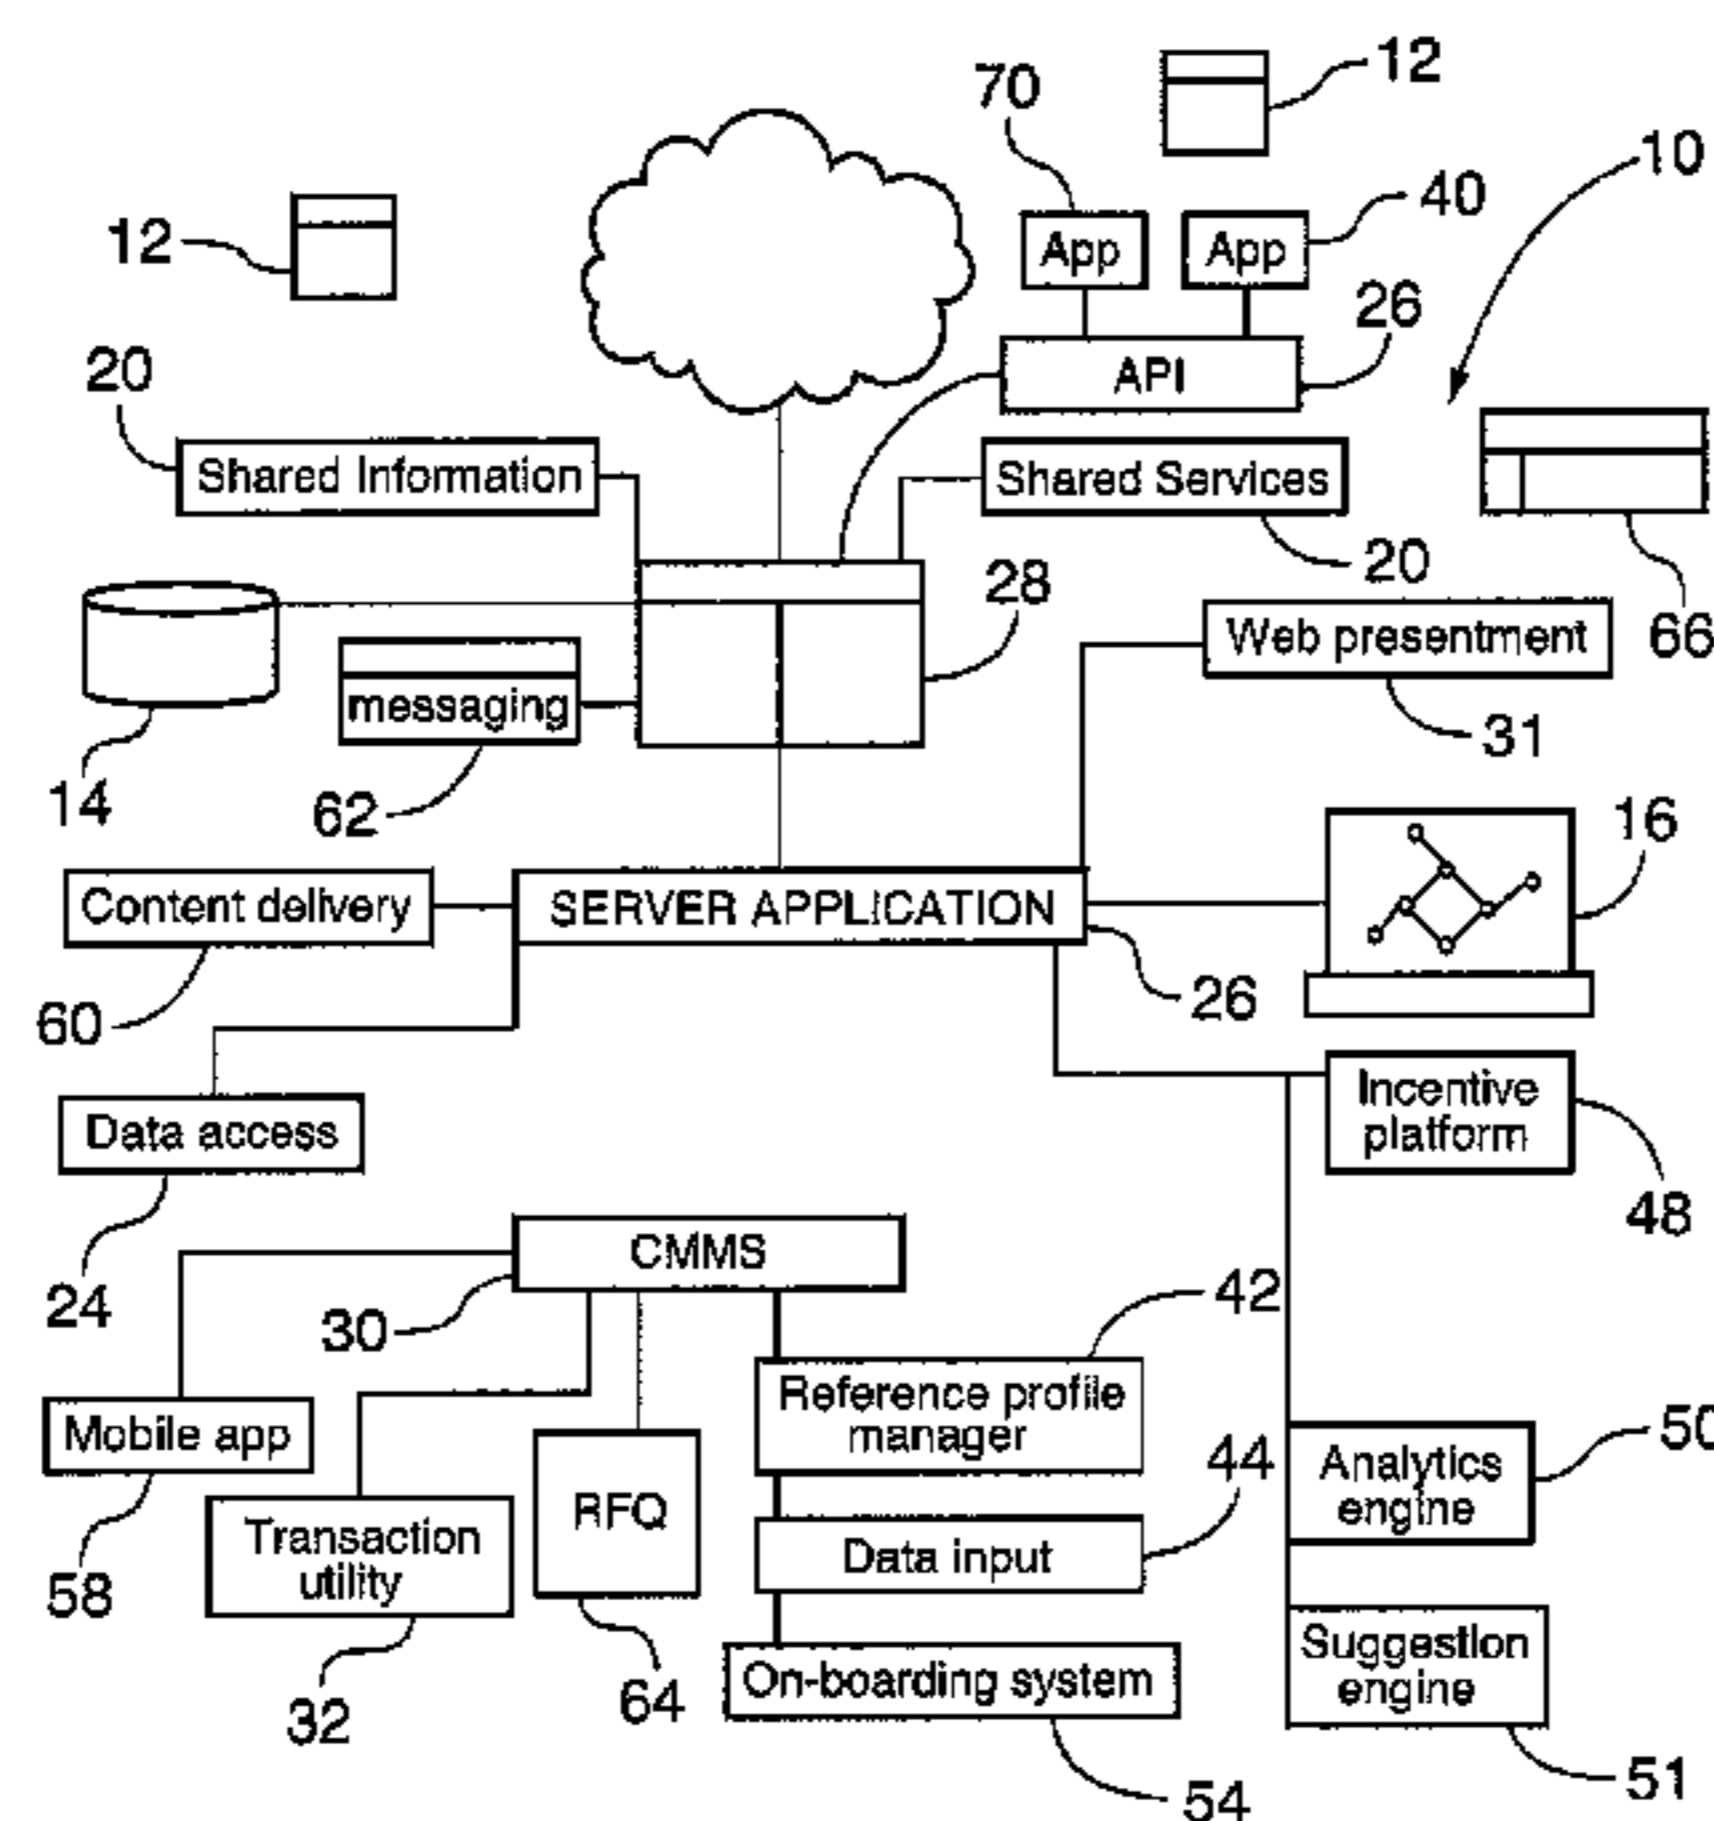 12
70
10
12
40
App
App
26
20
API
Shared Information
Shared Services
28
20
Web presentment
66
messaging
31
14
62
16
Content delivery
SERVER APPLICATION
60
26
Incentive
platform
Data access
48
CMMS
24
30
42
Reference profile
manager
Mobile app
50
Analytics
engine
44
RFQ
Transaction
utility
Data input
58
Suggestion
engine
32
64
On-boarding system
51
54